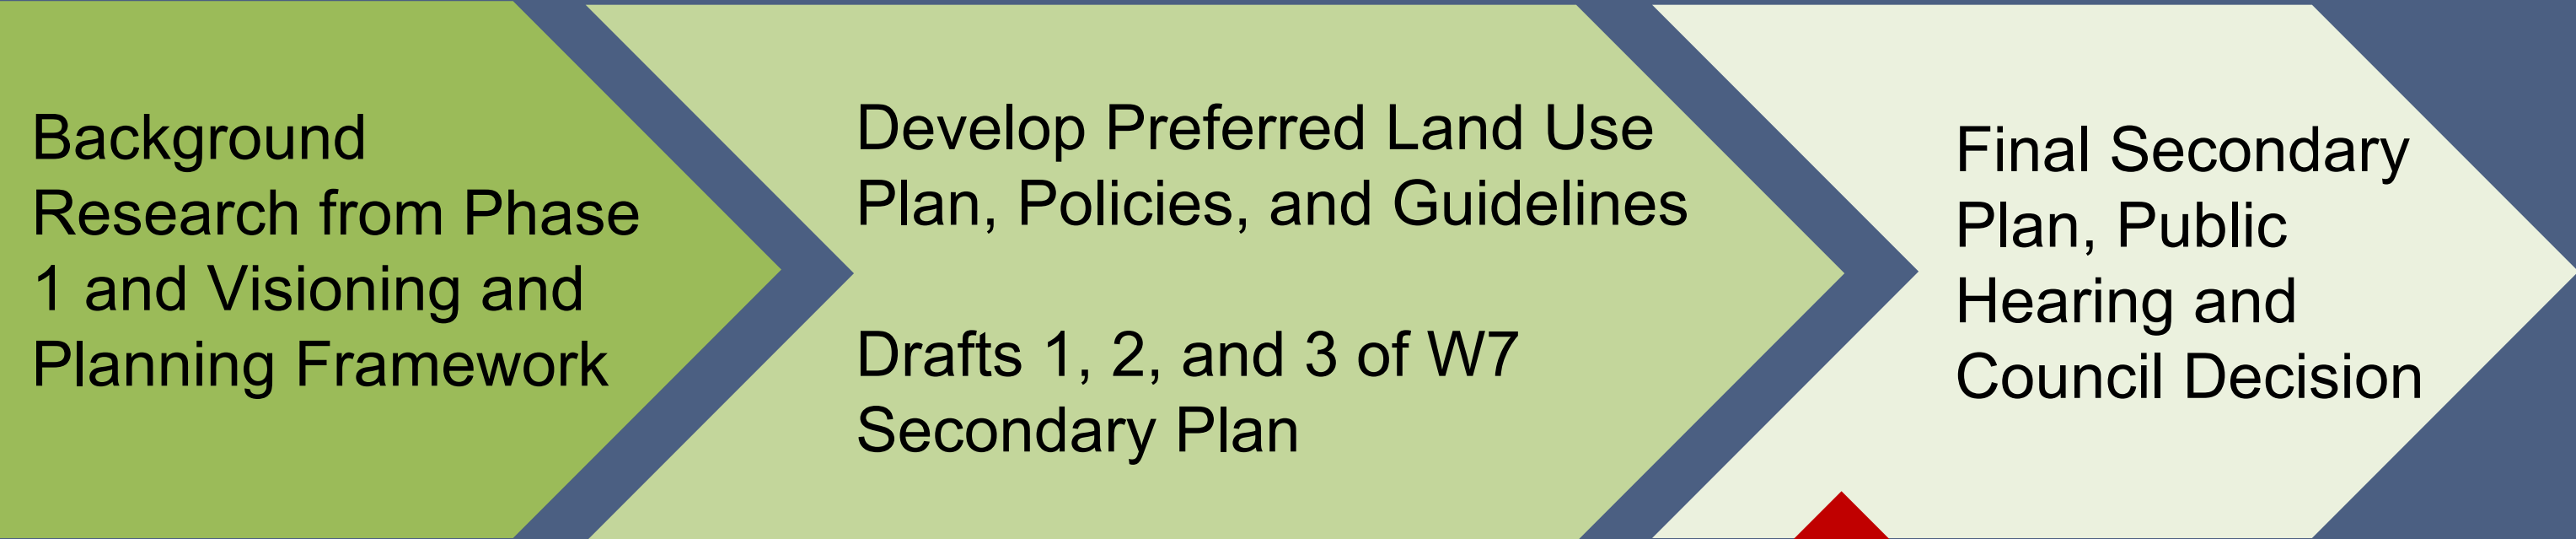 Background
Research from Phase
1 and Visioning and
Planning Framework
Develop Preferred Land Use
Plan, Policies, and Guidelines
Drafts 1, 2, and 3 of W7
Secondary Plan
Final Secondary
Plan, Public
Hearing and
Council Decision